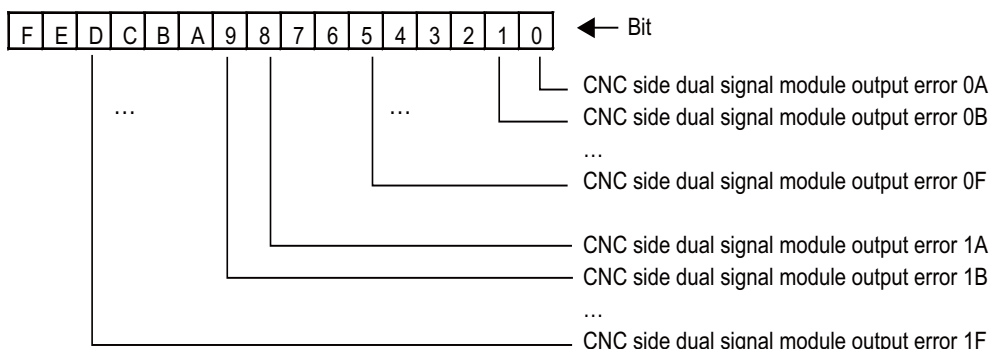 F E D C B A 9 8 7 6 5 4 3 2 1 0 Bit
CNC side dual signal module output error 0A
… … CNC side dual signal module output error 0B
…
CNC side dual signal module output error 0F
CNC side dual signal module output error 1A
CNC side dual signal module output error 1B
…
CNC side dual signal module output error 1F